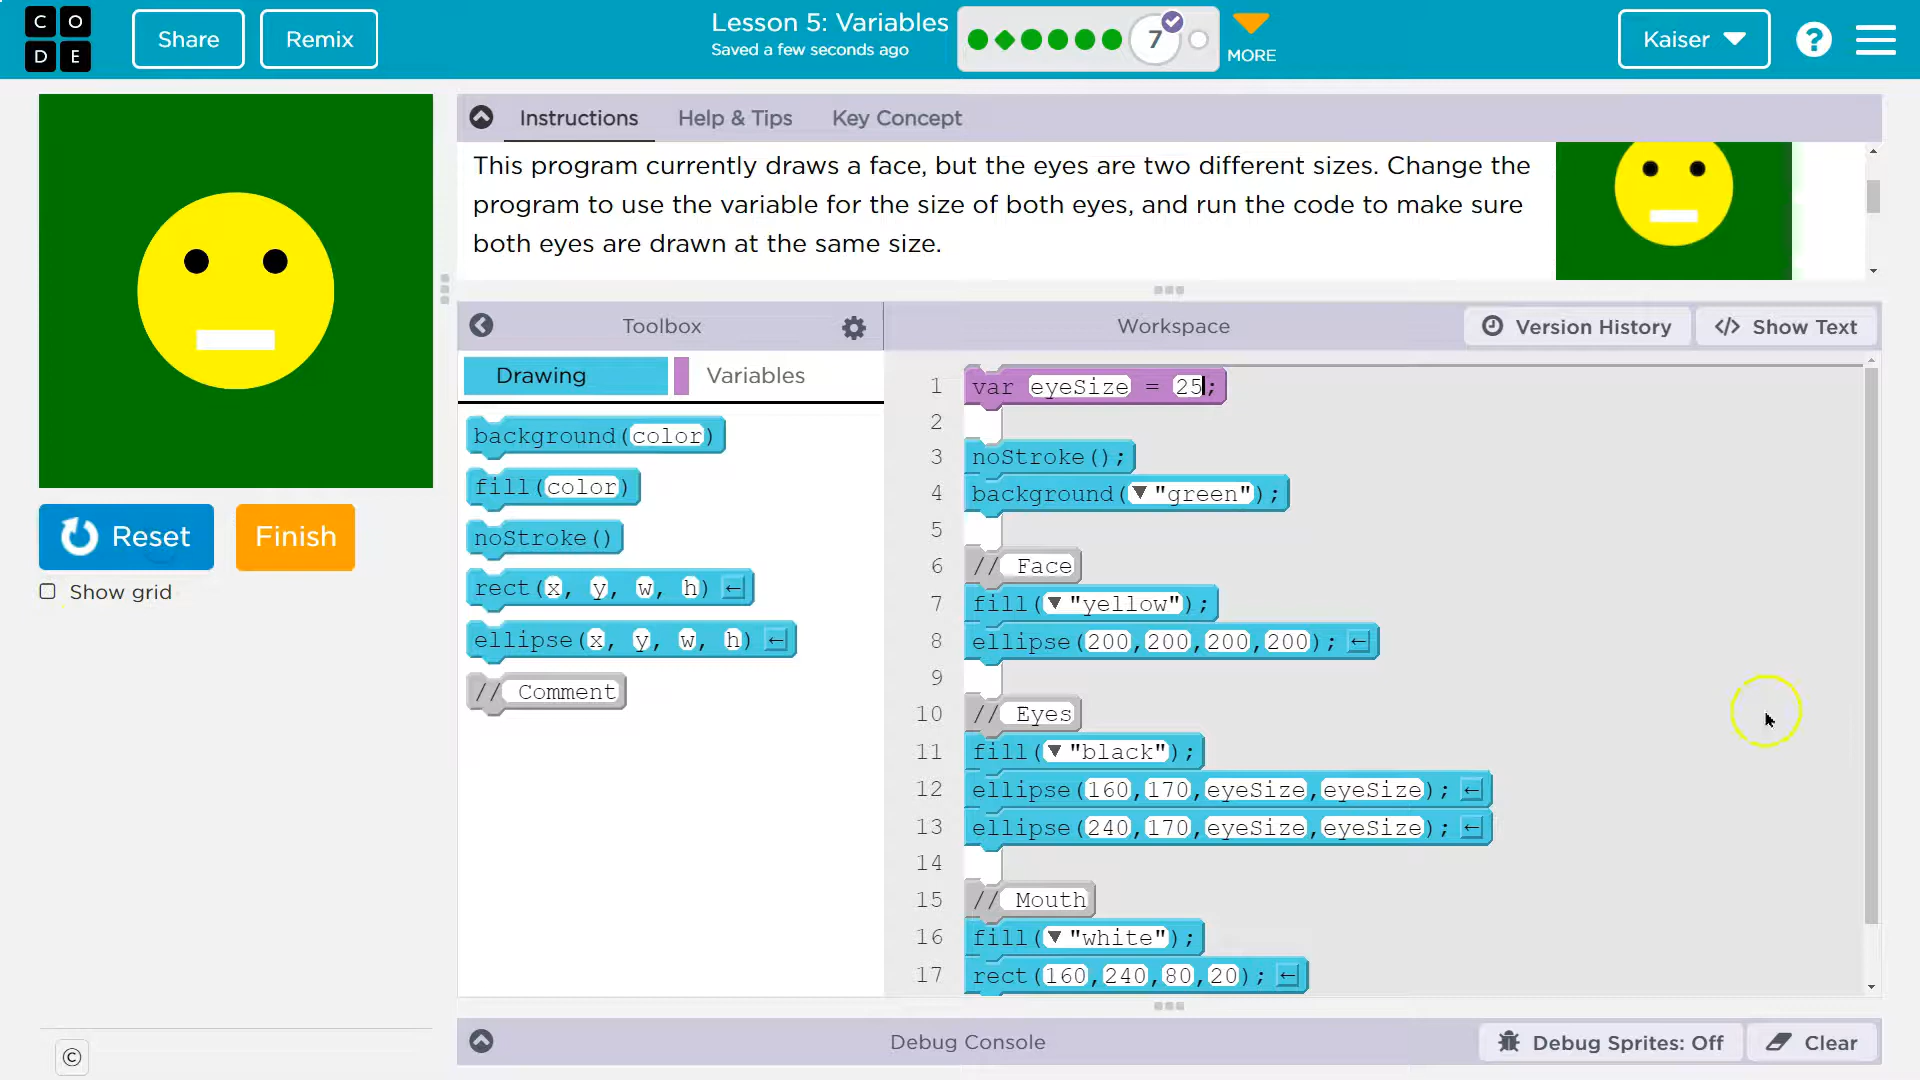 CODE
Share
Remix
Lesson 5: Variables
Saved a few seconds ago
7
MORE
Kaiser
?
Instructions
Help & Tips
Key Concept
This program currently draws a face, but the eyes are two different sizes. Change the
program to use the variable for the size of both eyes, and run the code to make sure
both eyes are drawn at the same size.
Reset
Finish
Show grid
©
Toolbox
Drawing
Variables
background(color)
fill(color)
noStroke()
rect(x, y, w, h) ←
ellipse(x, y, w, h) ←
// Comment
Workspace
Version History
</> Show Text
1 var eyeSize = 25;
2
3 noStroke();
4 background(▼"green");
5
6 // Face
7 fill(▼"yellow");
8 ellipse(200,200,200,200); ←
9
10 // Eyes
11 fill(▼"black");
12 ellipse(160,170,eyeSize,eyeSize); ←
13 ellipse(240,170,eyeSize,eyeSize); ←
14
15 // Mouth
16 fill(▼"white");
17 rect(160,240,80,20); ←
Debug Console
Debug Sprites: Off
Clear